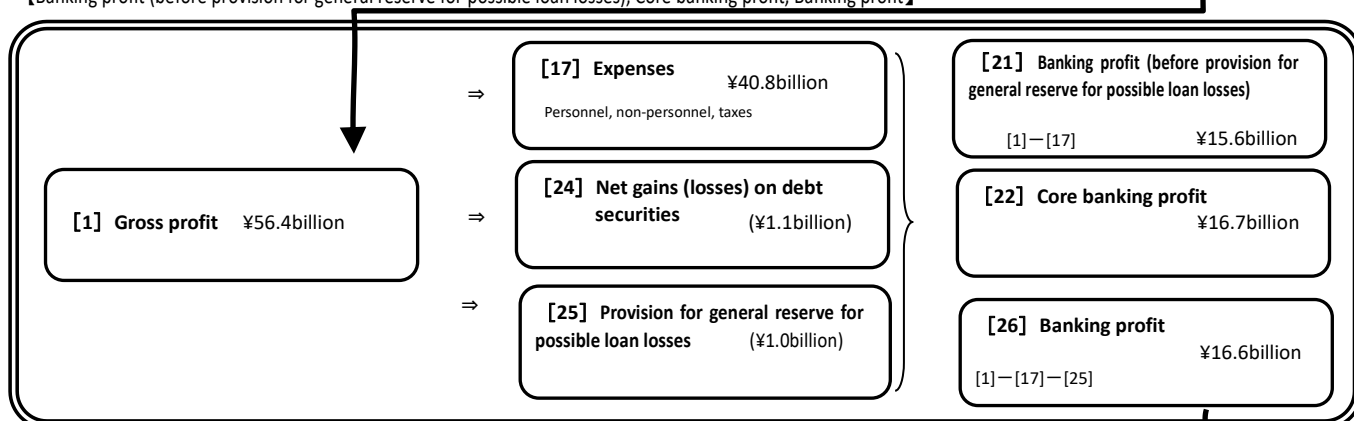 【Banking profit (before provision for general reserve for possible loan losses), Core banking profit, Banking profit】
[1] Gross profit ¥56.4billion
⇒
[17] Expenses
¥40.8billion
Personnel, non-personnel, taxes
⇒
[24] Net gains (losses) on debt
securities (¥1.1billion)
⇒
[25] Provision for general reserve for
possible loan losses (¥1.0billion)
[21] Banking profit (before provision for
general reserve for possible loan losses)
[1]－[17] ¥15.6billion
[22] Core banking profit
¥16.7billion
[26] Banking profit
¥16.6billion
[1]－[17]－[25]